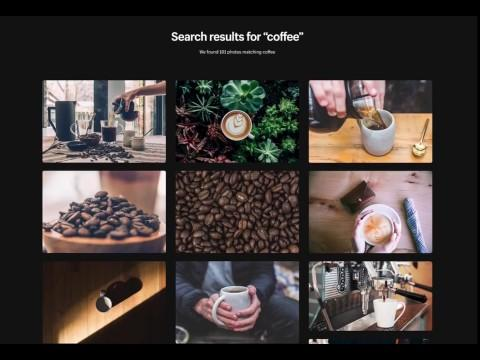 Search results for “coffee”
We found 101 photos matching coffee